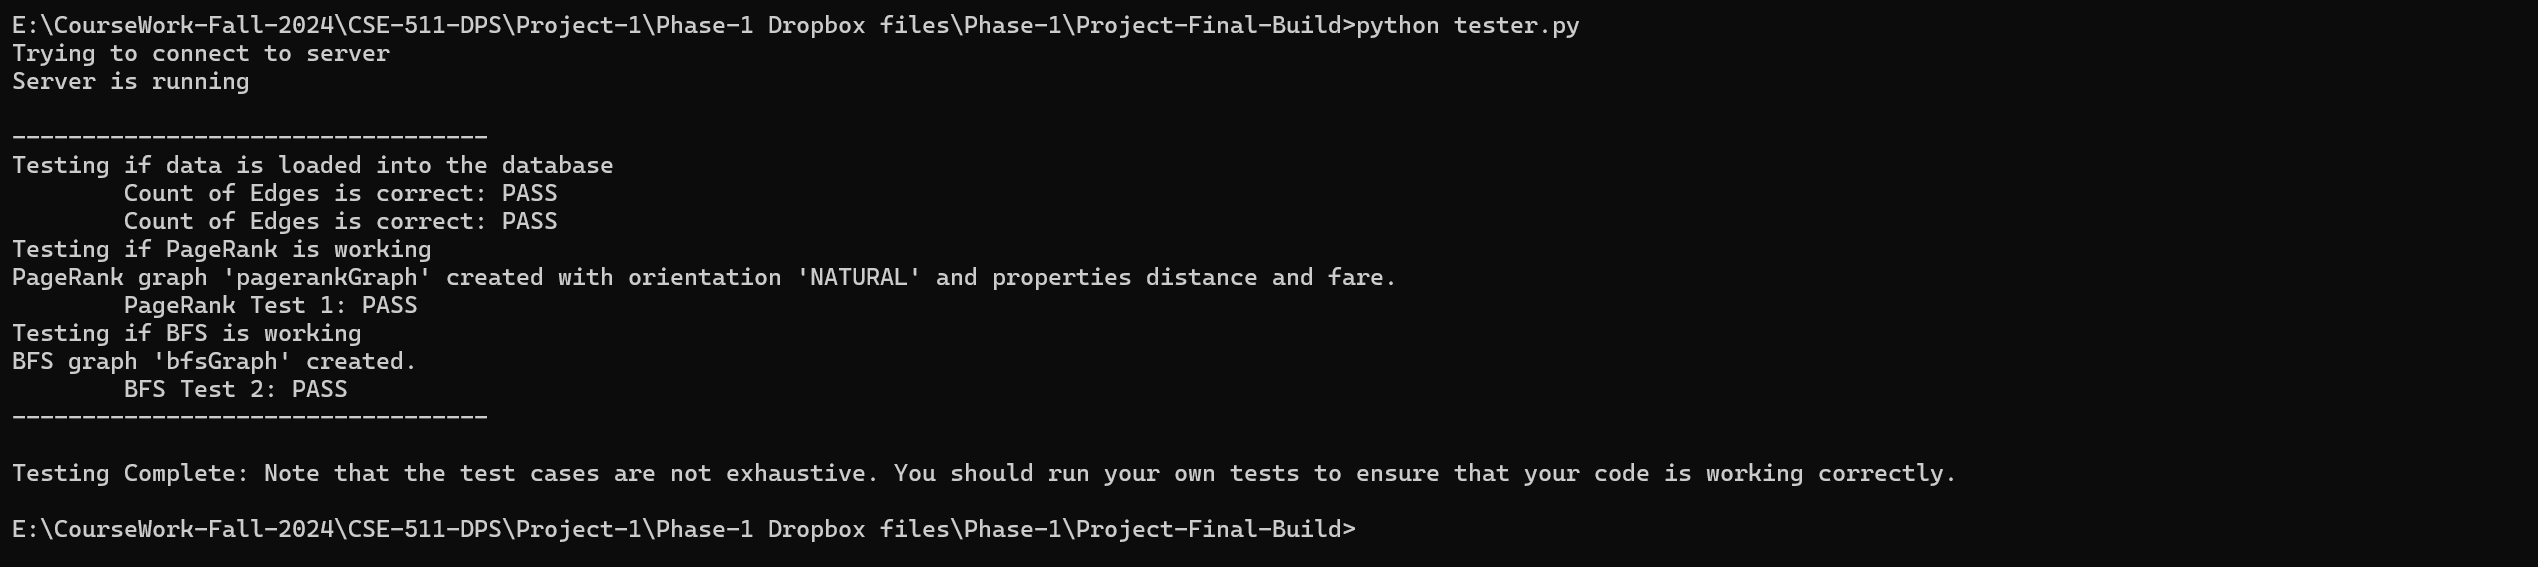 E:\CourseWork-Fall-2024\CSE-511-DPS\Project-1\Phase-1 Dropbox files\Phase-1\Project-Final-Build>python tester.py
Trying to connect to server
Server is running
----------------------------------
Testing if data is loaded into the database
Count of Edges is correct: PASS
Count of Edges is correct: PASS
Testing if PageRank is working
PageRank graph 'pagerankGraph' created with orientation 'NATURAL' and properties distance and fare.
PageRank Test 1: PASS
Testing if BFS is working
BFS graph 'bfsGraph' created.
BFS Test 2: PASS
----------------------------------
Testing Complete: Note that the test cases are not exhaustive. You should run your own tests to ensure that your code is working correctly.
E:\CourseWork-Fall-2024\CSE-511-DPS\Project-1\Phase-1 Dropbox files\Phase-1\Project-Final-Build>